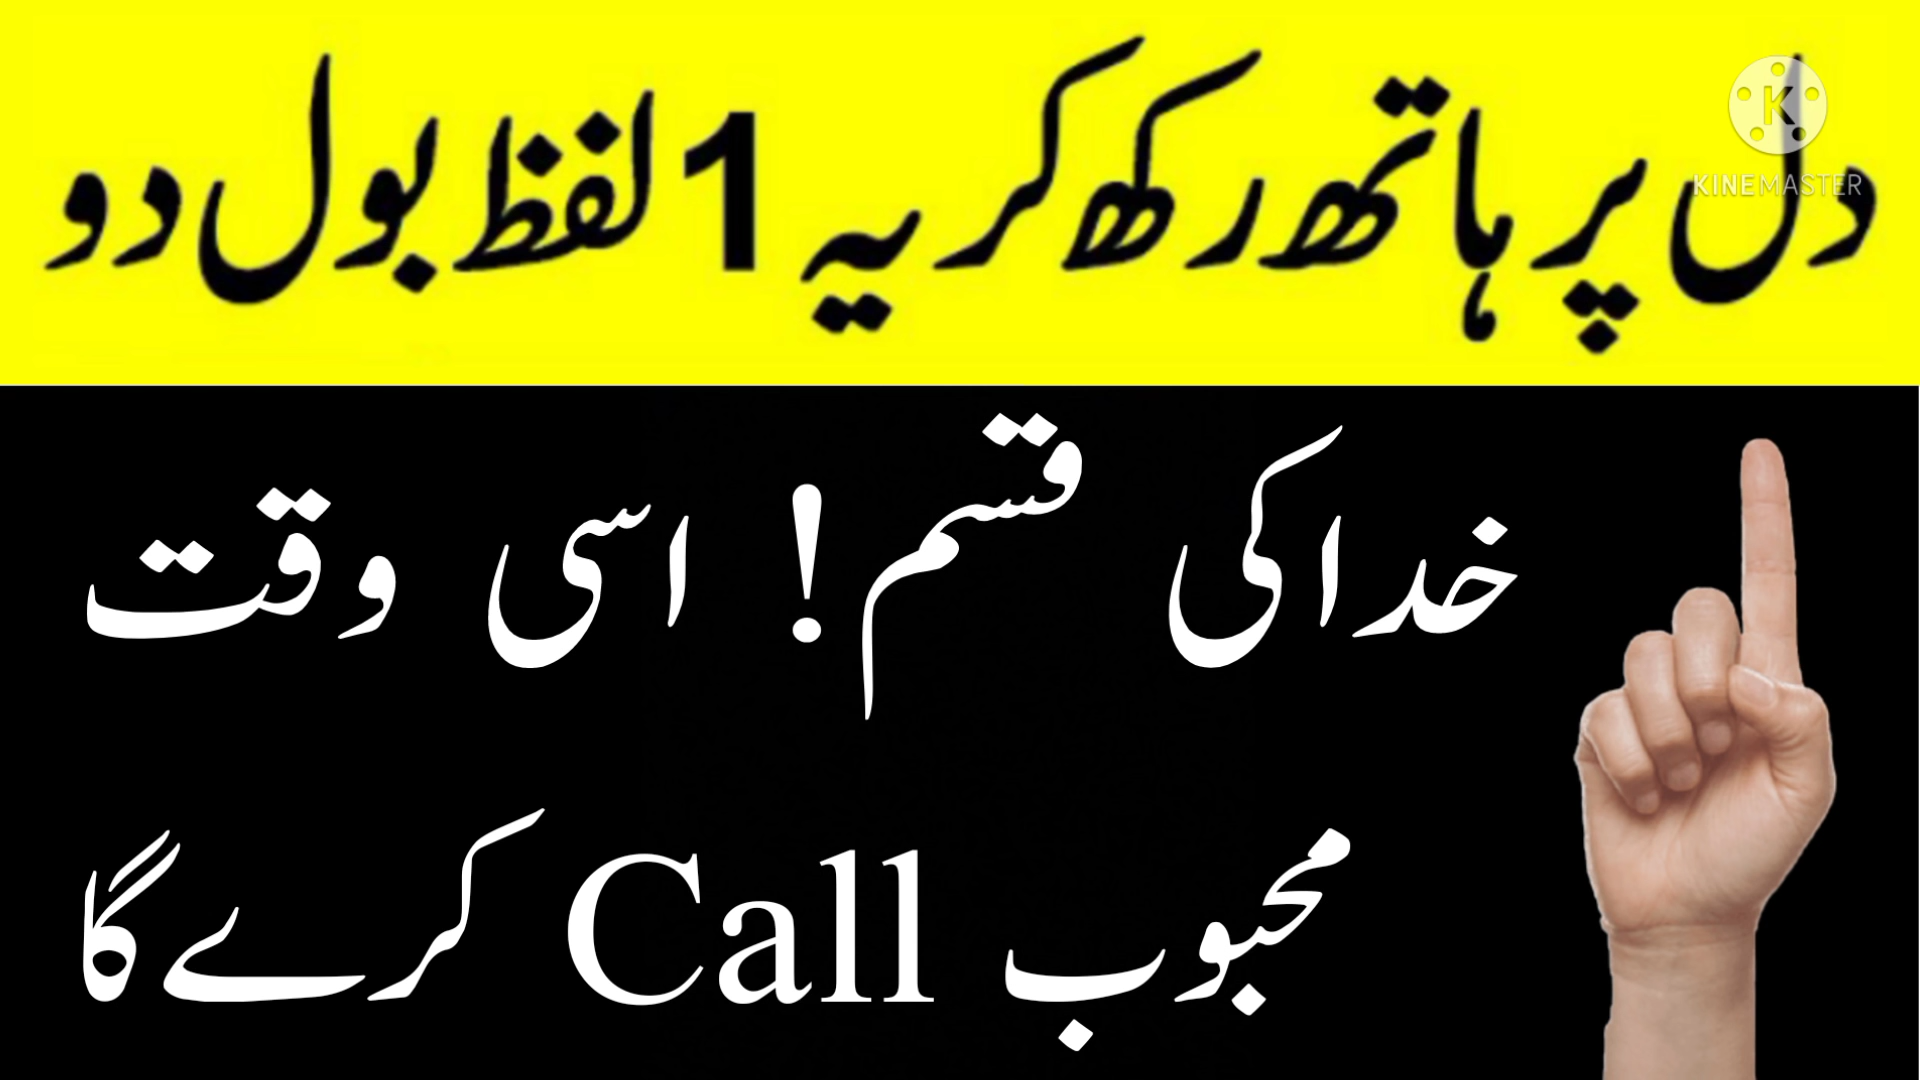 دل پر ہاتھ رکھ کر یہ 1 لفظ بول دو
KINEMASTER
خدا کی قسم! اسی وقت
محبوب Call کرے گا